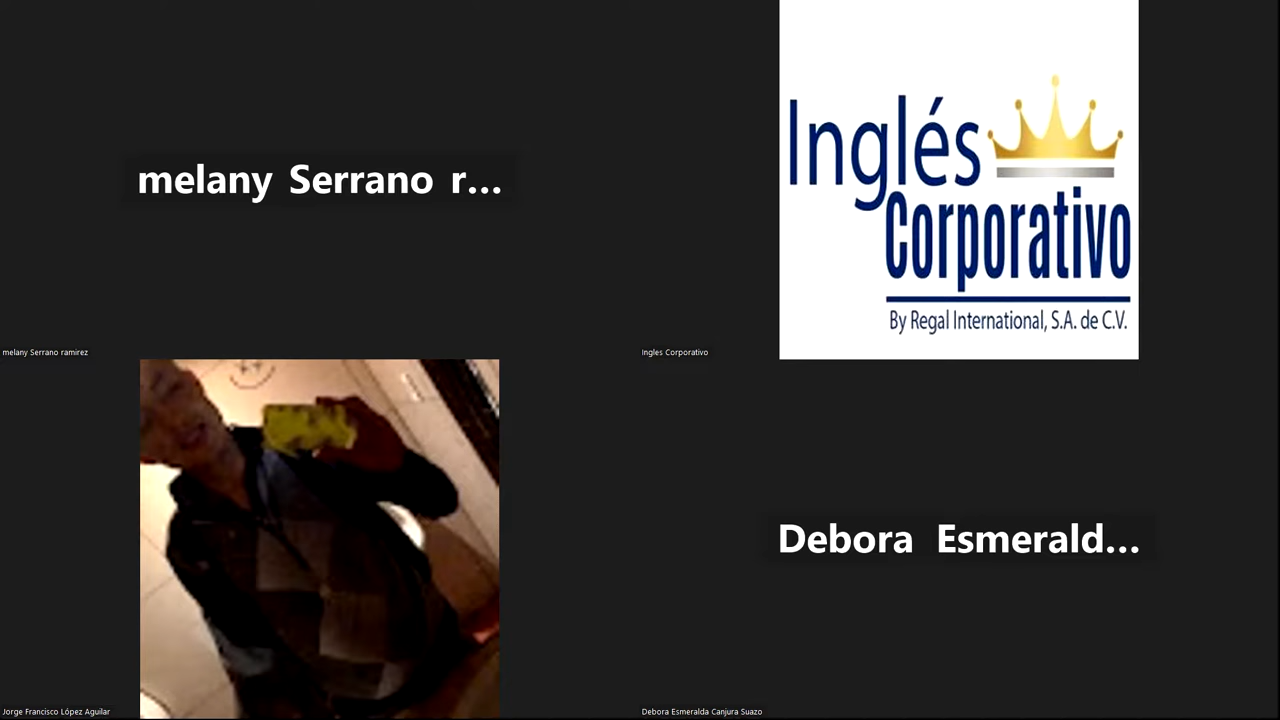 melany Serrano r...
melany Serrano ramirez
Inglés
Corporativo
By Regal International, S.A. de C.V.
Ingles Corporativo
Jorge Francisco López Aguilar
Debora Esmerald...
Debora Esmeralda Canjura Suazo